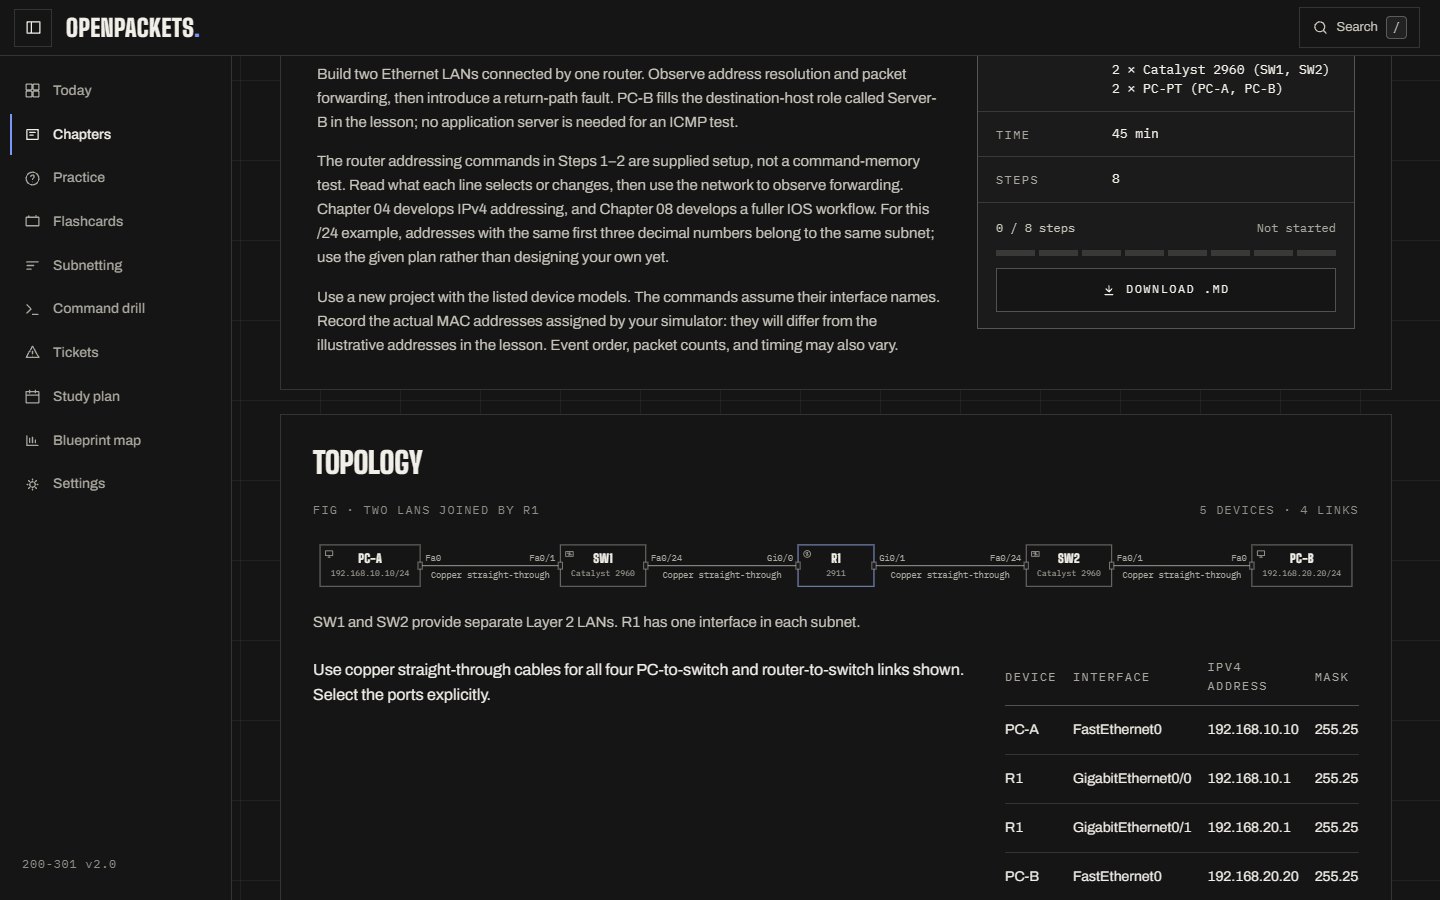 OPENPACKETS.
Search /
Today
Chapters
Practice
Flashcards
Subnetting
Command drill
Tickets
Study plan
Blueprint map
Settings
200-301 v2.0
Build two Ethernet LANs connected by one router. Observe address resolution and packet
forwarding, then introduce a return-path fault. PC-B fills the destination-host role called Server-
B in the lesson; no application server is needed for an ICMP test.
The router addressing commands in Steps 1–2 are supplied setup, not a command-memory
test. Read what each line selects or changes, then use the network to observe forwarding.
Chapter 04 develops IPv4 addressing, and Chapter 08 develops a fuller IOS workflow. For this
/24 example, addresses with the same first three decimal numbers belong to the same subnet;
use the given plan rather than designing your own yet.
Use a new project with the listed device models. The commands assume their interface names.
Record the actual MAC addresses assigned by your simulator: they will differ from the
illustrative addresses in the lesson. Event order, packet counts, and timing may also vary.
2 × Catalyst 2960 (SW1, SW2)
2 × PC-PT (PC-A, PC-B)
TIME 45 min
STEPS 8
0 / 8 steps Not started
DOWNLOAD .MD
TOPOLOGY
FIG · TWO LANS JOINED BY R1 5 DEVICES · 4 LINKS
PC-A Fa0 Fa0/1 SW1 Fa0/24 Gi0/0 R1 Gi0/1 Fa0/24 SW2 Fa0/1 Fa0 PC-B
192.168.10.10/24 Copper straight-through Catalyst 2960 Copper straight-through 2911 Copper straight-through Catalyst 2960 Copper straight-through 192.168.20.20/24
SW1 and SW2 provide separate Layer 2 LANs. R1 has one interface in each subnet.
Use copper straight-through cables for all four PC-to-switch and router-to-switch links shown.
Select the ports explicitly.
DEVICE INTERFACE IPV4 ADDRESS MASK
PC-A FastEthernet0 192.168.10.10 255.25
R1 GigabitEthernet0/0 192.168.10.1 255.25
R1 GigabitEthernet0/1 192.168.20.1 255.25
PC-B FastEthernet0 192.168.20.20 255.25